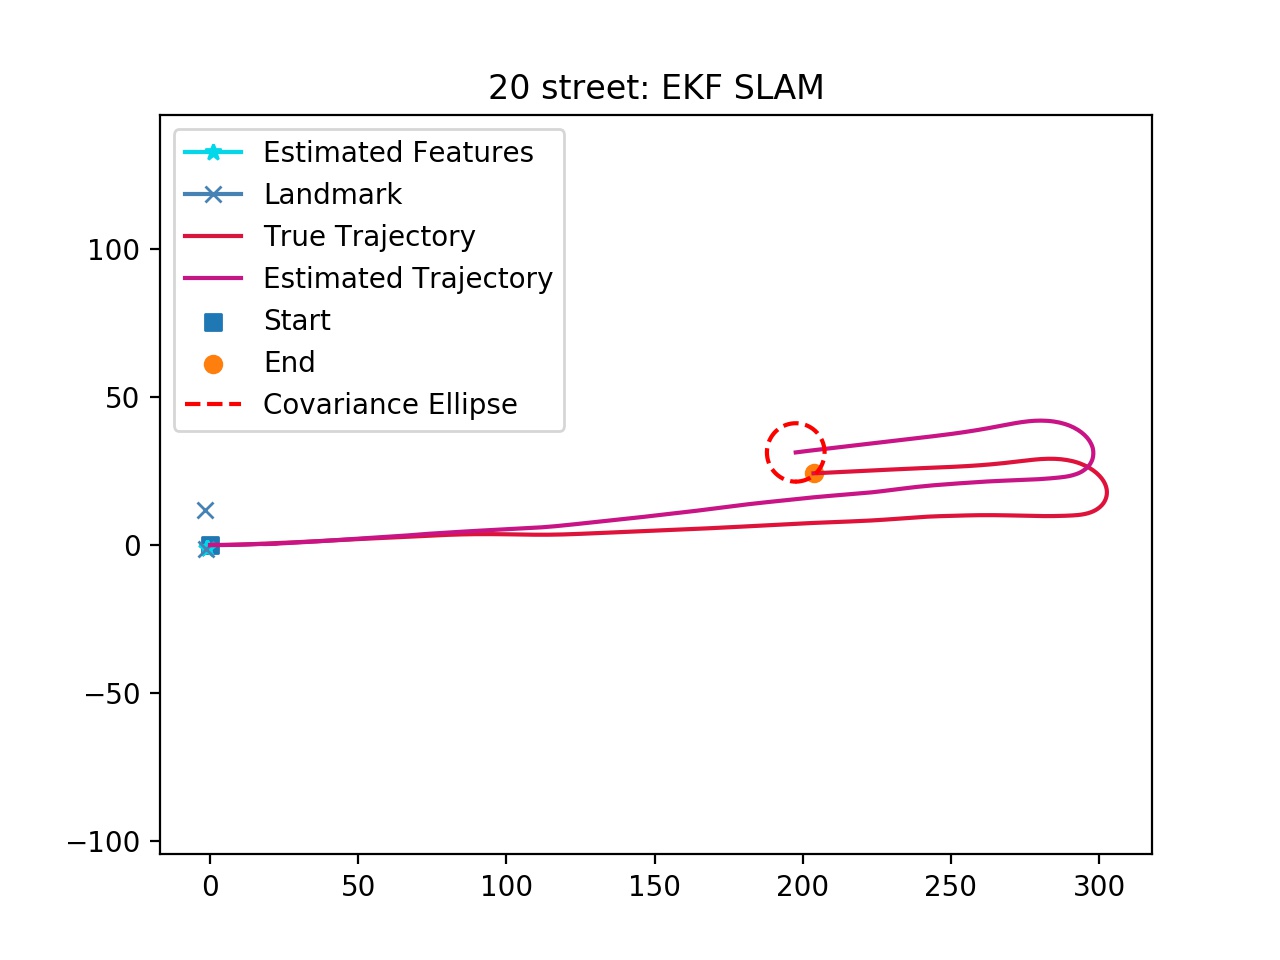 20 street: EKF SLAM
Estimated Features
Landmark
True Trajectory
Estimated Trajectory
Start
End
Covariance Ellipse
100
50
0
−50
−100
0 50 100 150 200 250 300